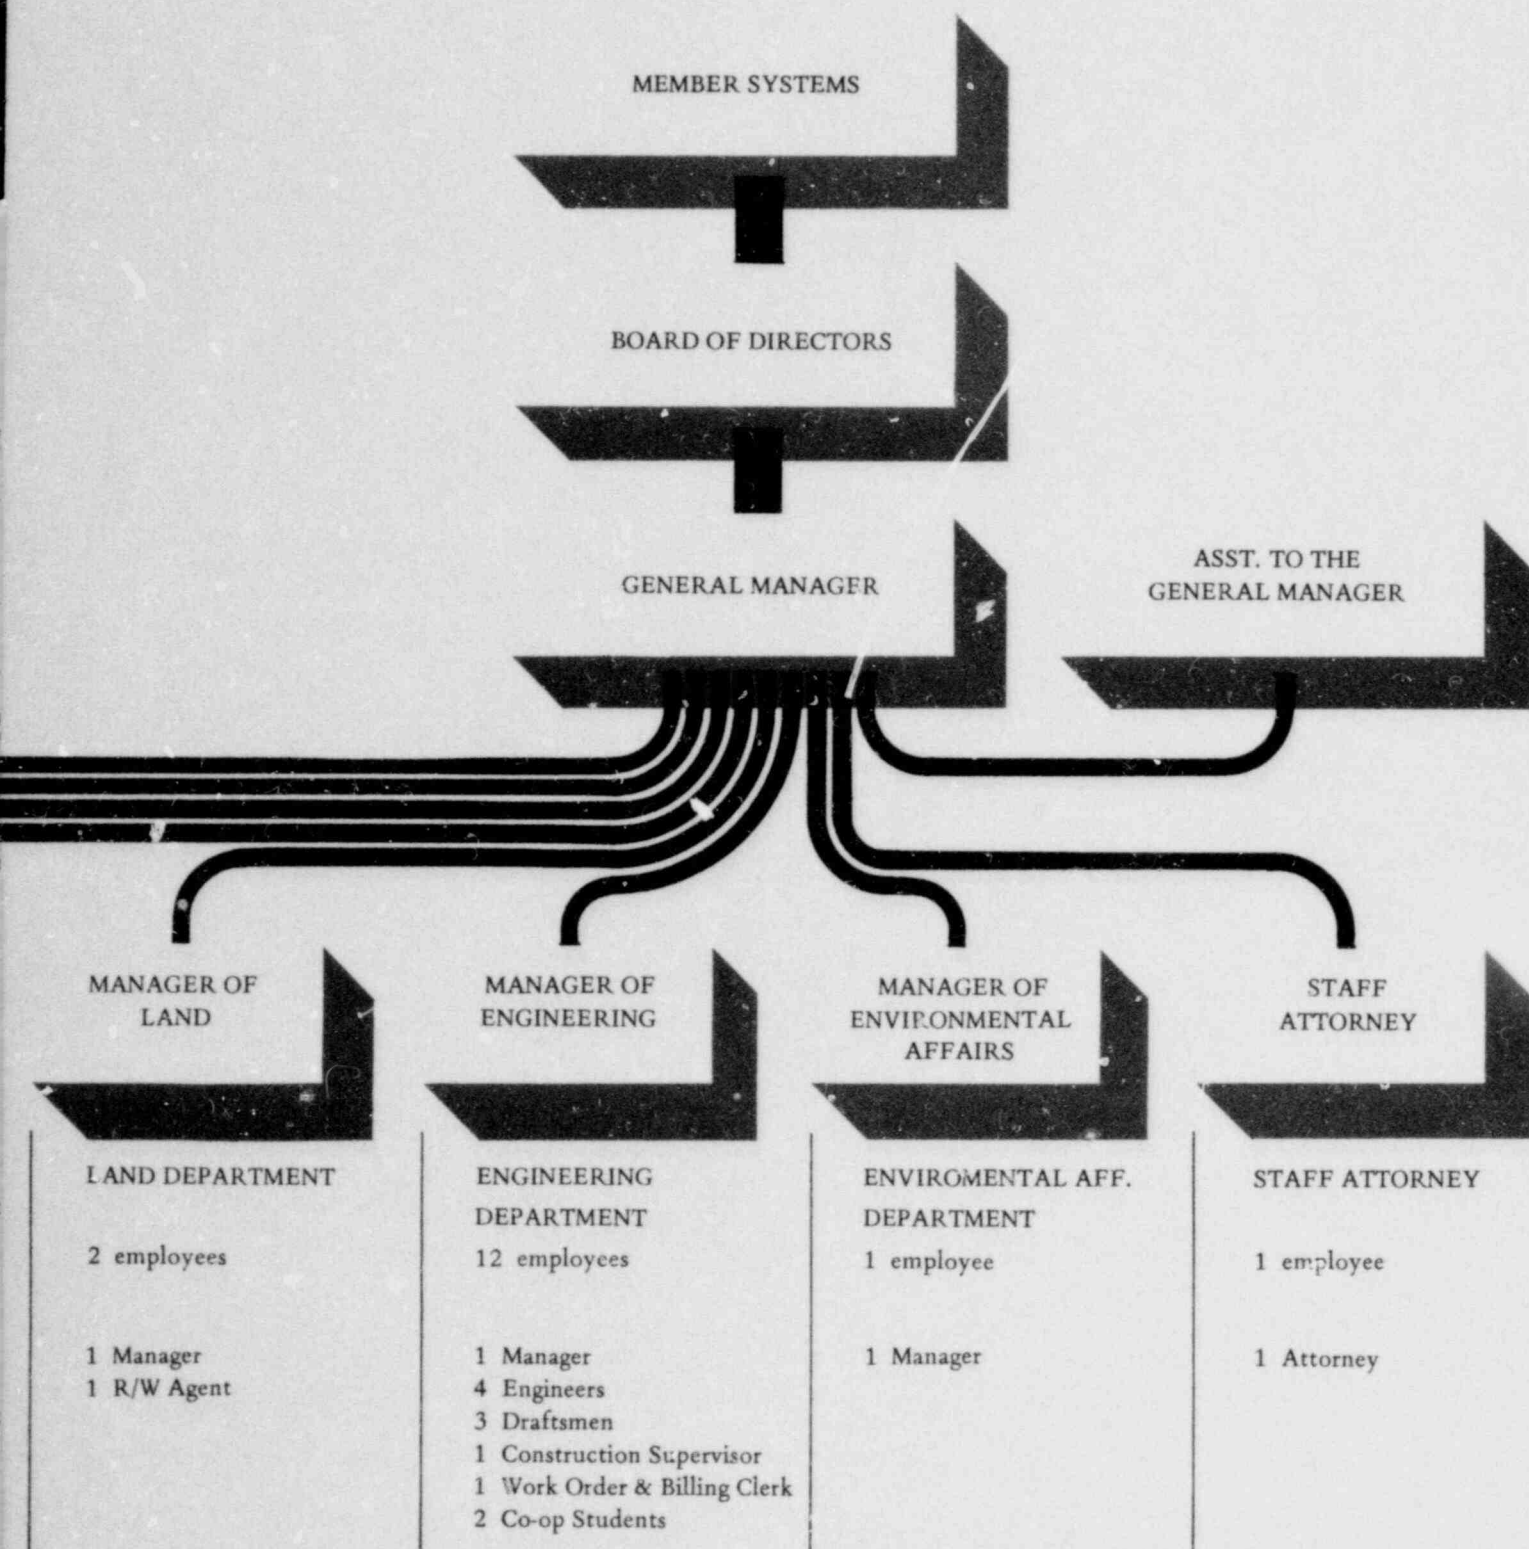 MEMBER SYSTEMS
BOARD OF DIRECTORS
GENERAL MANAGER
ASST. TO THE
GENERAL MANAGER
MANAGER OF
LAND
MANAGER OF
ENGINEERING
MANAGER OF
ENVIRONMENTAL
AFFAIRS
STAFF
ATTORNEY
LAND DEPARTMENT
2 employees
1 Manager
1 R/W Agent
ENGINEERING
DEPARTMENT
12 employees
1 Manager
4 Engineers
3 Draftsmen
1 Construction Supervisor
1 Work Order & Billing Clerk
2 Co-op Students
ENVIROMENTAL AFF.
DEPARTMENT
1 employee
1 Manager
STAFF ATTORNEY
1 employee
1 Attorney